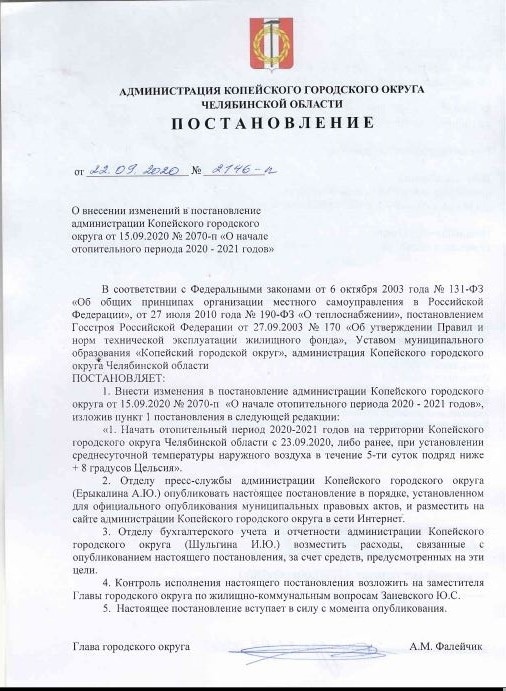 АДМИНИСТРАЦИЯ КОПЕЙСКОГО ГОРОДСКОГО ОКРУГА
ЧЕЛЯБИНСКОЙ ОБЛАСТИ
ПОСТАНОВЛЕНИЕ
от 22.09.2020 № 2146-п
О внесении изменений в постановление
администрации Копейского городского
округа от 15.09.2020 № 2070-п «О начале
отопительного периода 2020 - 2021 годов»
В соответствии с Федеральными законами от 6 октября 2003 года № 131-ФЗ
«Об общих принципах организации местного самоуправления в Российской
Федерации», от 27 июля 2010 года № 190-ФЗ «О теплоснабжении», постановлением
Госстроя Российской Федерации от 27.09.2003 № 170 «Об утверждении Правил и
норм технической эксплуатации жилищного фонда», Уставом муниципального
образования «Копейский городской округ», администрация Копейского городского
округа Челябинской области
ПОСТАНОВЛЯЕТ:
1. Внести изменения в постановление администрации Копейского городского
округа от 15.09.2020 № 2070-п «О начале отопительного периода 2020 - 2021 годов»,
изложив пункт 1 постановления в следующей редакции:
«1. Начать отопительный период 2020-2021 годов на территории Копейского
городского округа Челябинской области с 23.09.2020, либо ранее, при установлении
среднесуточной температуры наружного воздуха в течение 5-ти суток подряд ниже
+ 8 градусов Цельсия».
2. Отделу пресс-службы администрации Копейского городского округа
(Ерыкалина А.Ю.) опубликовать настоящее постановление в порядке, установленном
для официального опубликования муниципальных правовых актов, и разместить на
сайте администрации Копейского городского округа в сети Интернет.
3. Отделу бухгалтерского учета и отчетности администрации Копейского
городского округа (Шульгина И.Ю.) возместить расходы, связанные с
опубликованием настоящего постановления, за счет средств, предусмотренных на эти
цели.
4. Контроль исполнения настоящего постановления возложить на заместителя
Главы городского округа по жилищно-коммунальным вопросам Заневского Ю.С.
5. Настоящее постановление вступает в силу с момента опубликования.
Глава городского округа А.М. Фалейчик